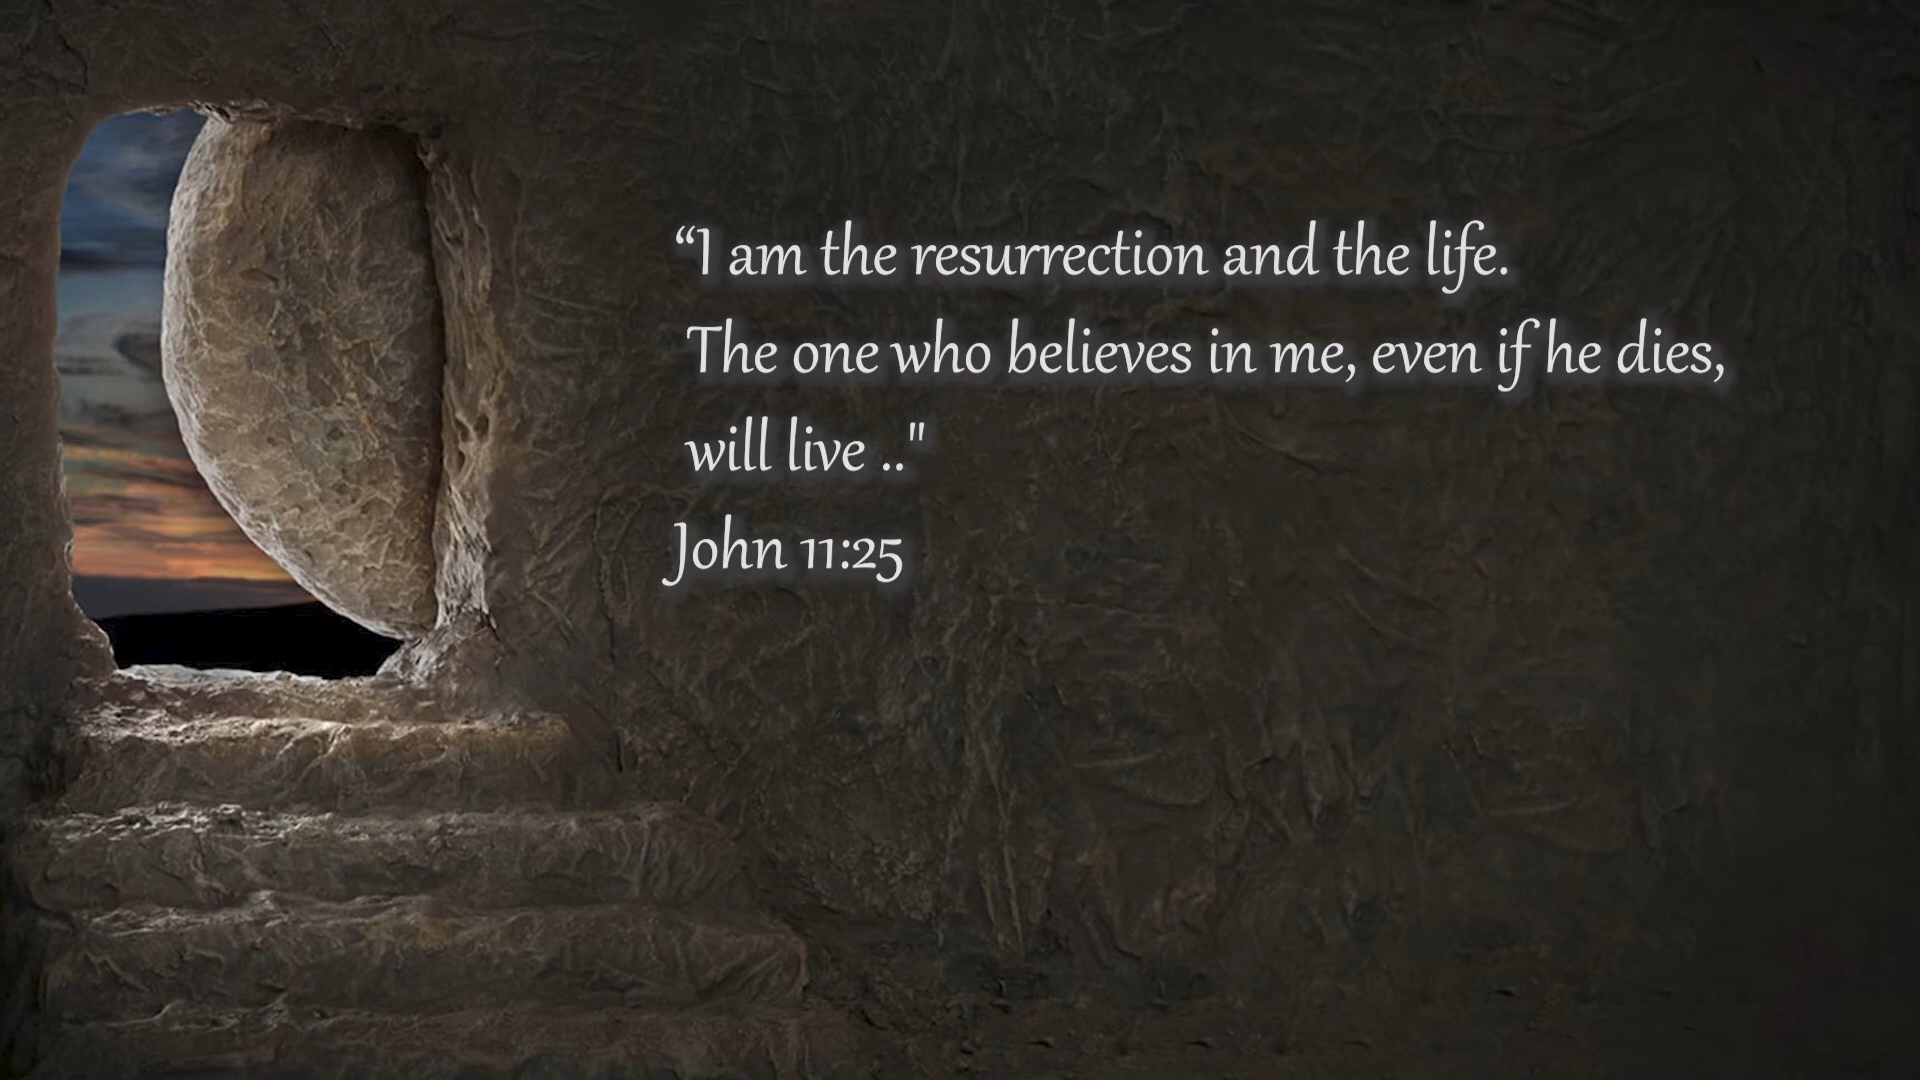 “I am the resurrection and the life.
The one who believes in me, even if he dies,
will live .."
John 11:25